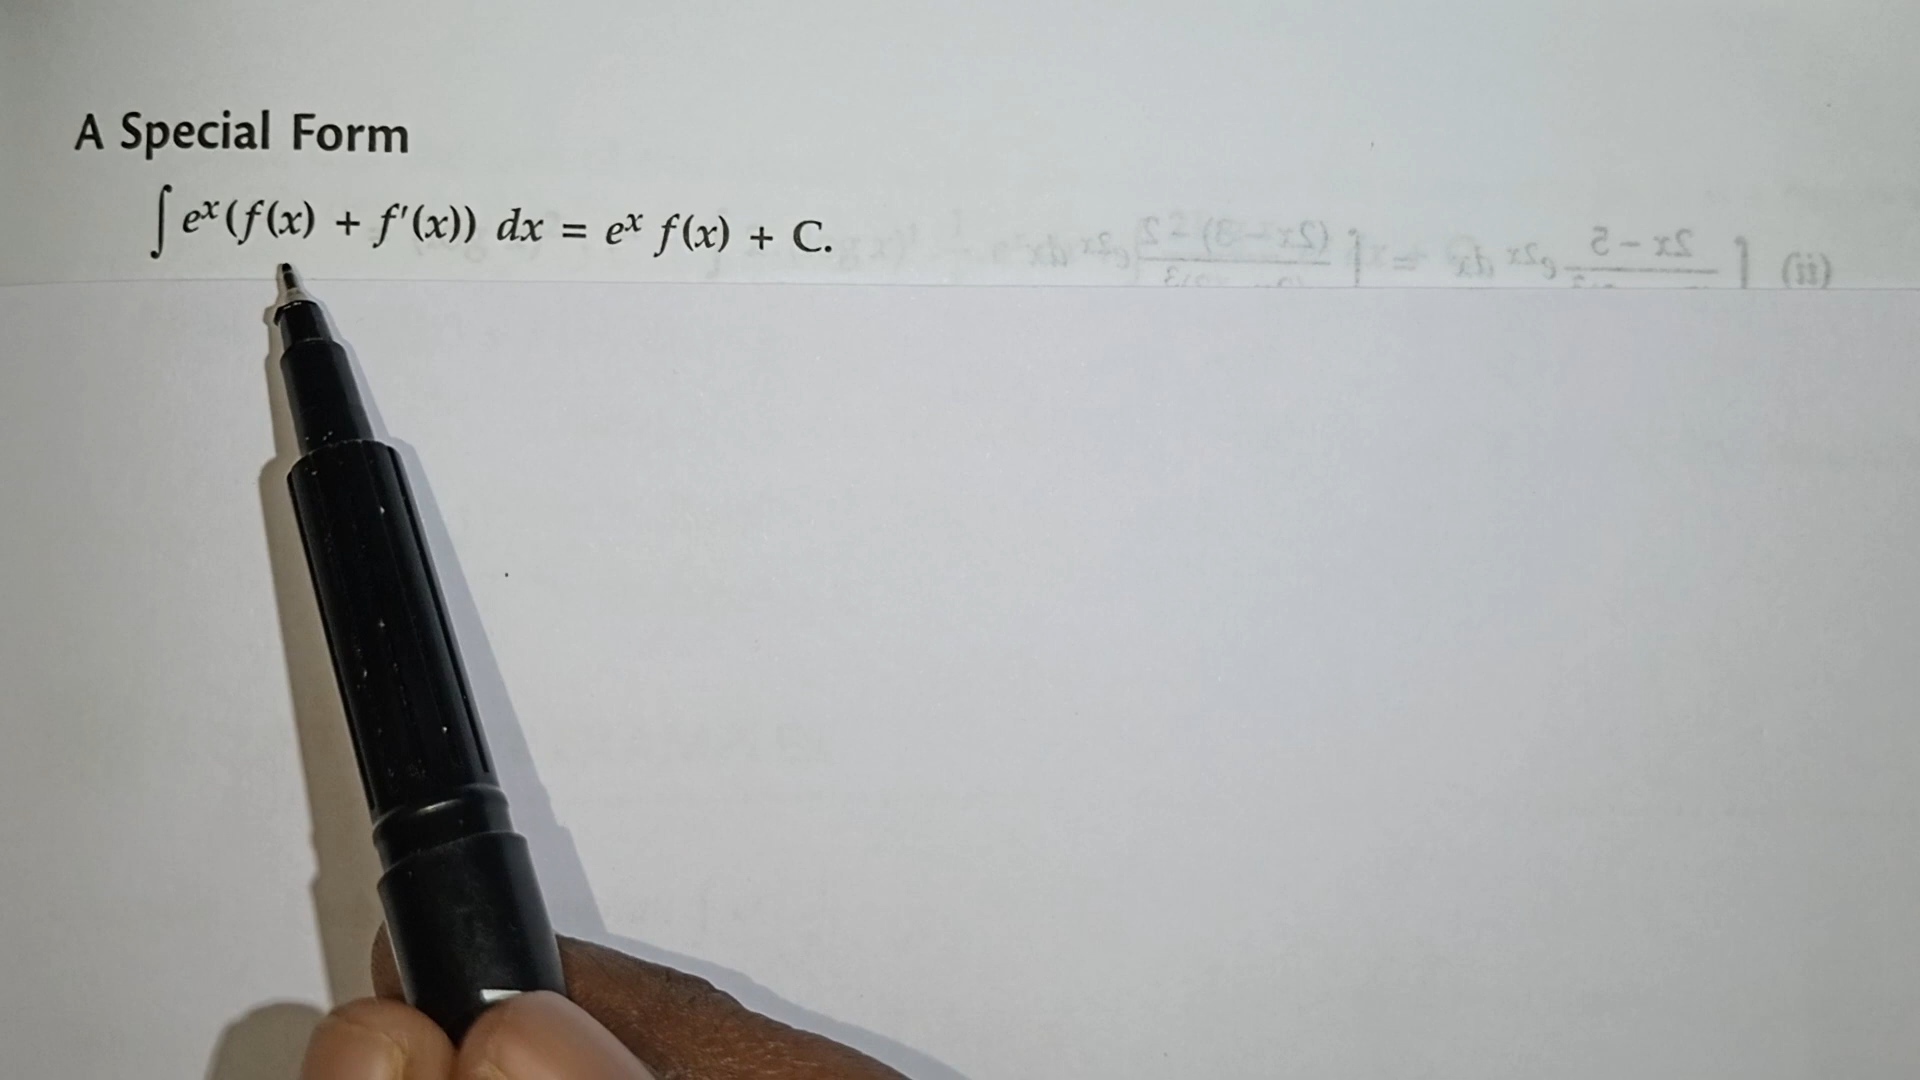 A Special Form
∫ eˣ(f(x) + f′(x)) dx = eˣ f(x) + C.